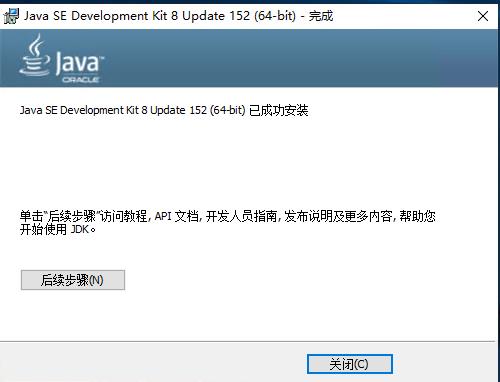 Java SE Development Kit 8 Update 152 (64-bit) - 完成
Java™
ORACLE
Java SE Development Kit 8 Update 152 (64-bit) 已成功安装
单击“后续步骤”访问教程, API 文档, 开发人员指南, 发布说明及更多内容, 帮助您
开始使用 JDK。
后续步骤(N)
关闭(C)